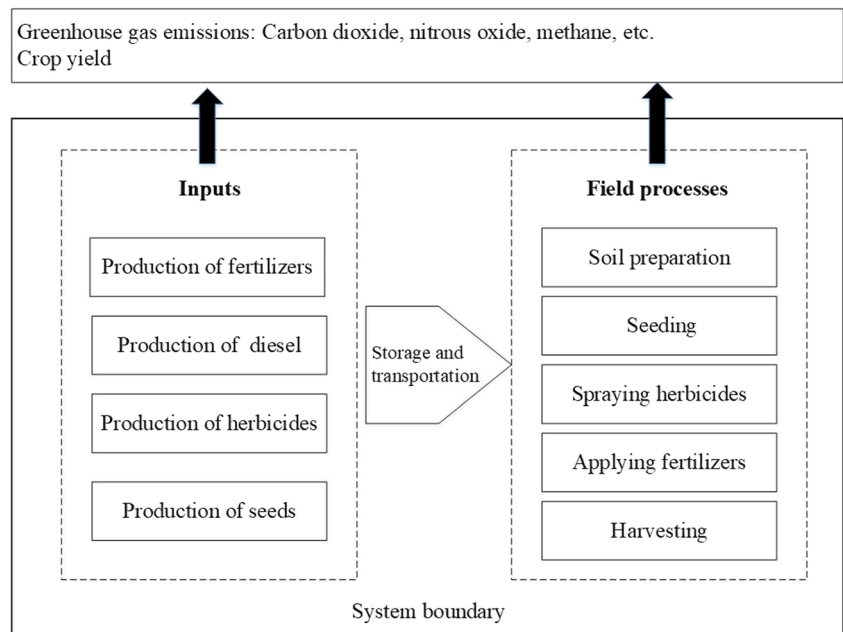 Greenhouse gas emissions: Carbon dioxide, nitrous oxide, methane, etc.
Crop yield
Inputs
Production of fertilizers
Production of diesel
Production of herbicides
Production of seeds
Storage and
transportation
Field processes
Soil preparation
Seeding
Spraying herbicides
Applying fertilizers
Harvesting
System boundary